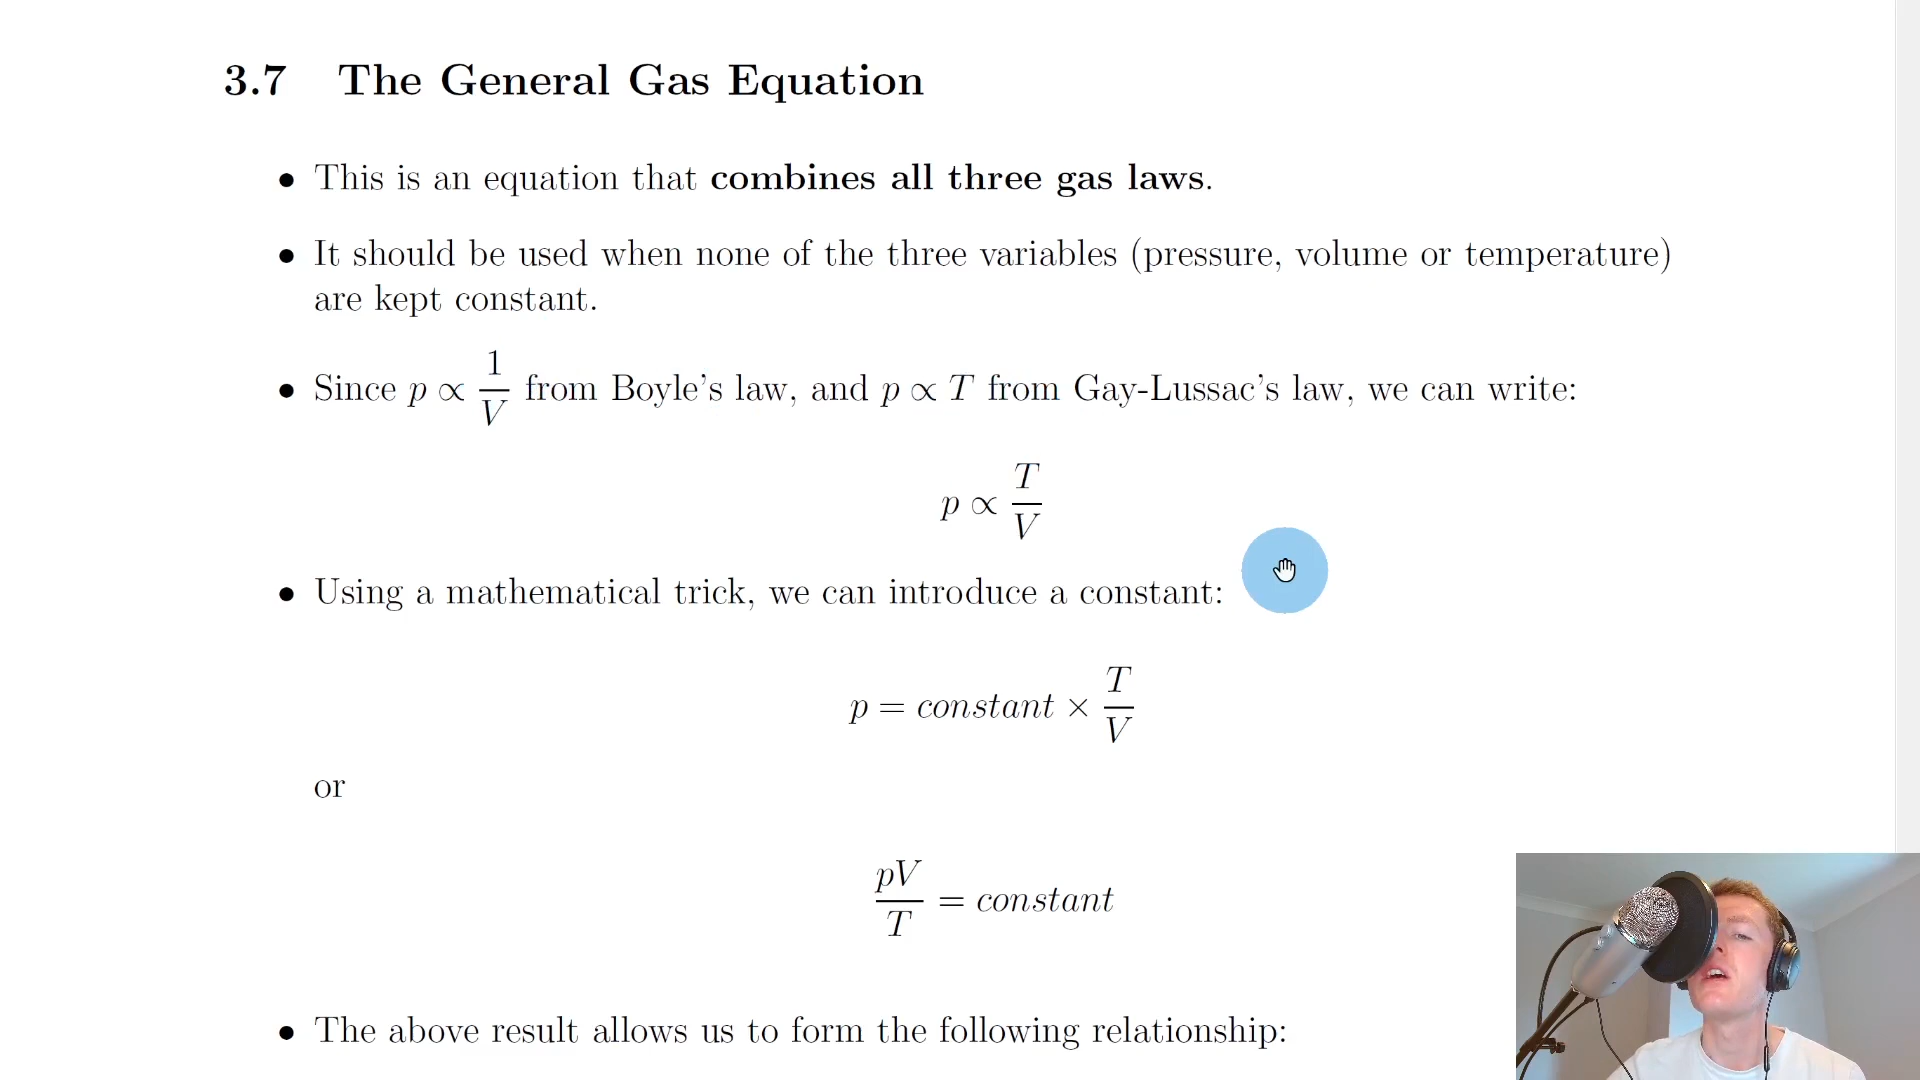 3.7 The General Gas Equation
• This is an equation that combines all three gas laws.
• It should be used when none of the three variables (pressure, volume or temperature)
are kept constant.
• Since p ∝ 1/V from Boyle's law, and p ∝ T from Gay-Lussac's law, we can write:
p ∝ T/V
• Using a mathematical trick, we can introduce a constant:
p = constant × T/V
or
pV/T = constant
• The above result allows us to form the following relationship: